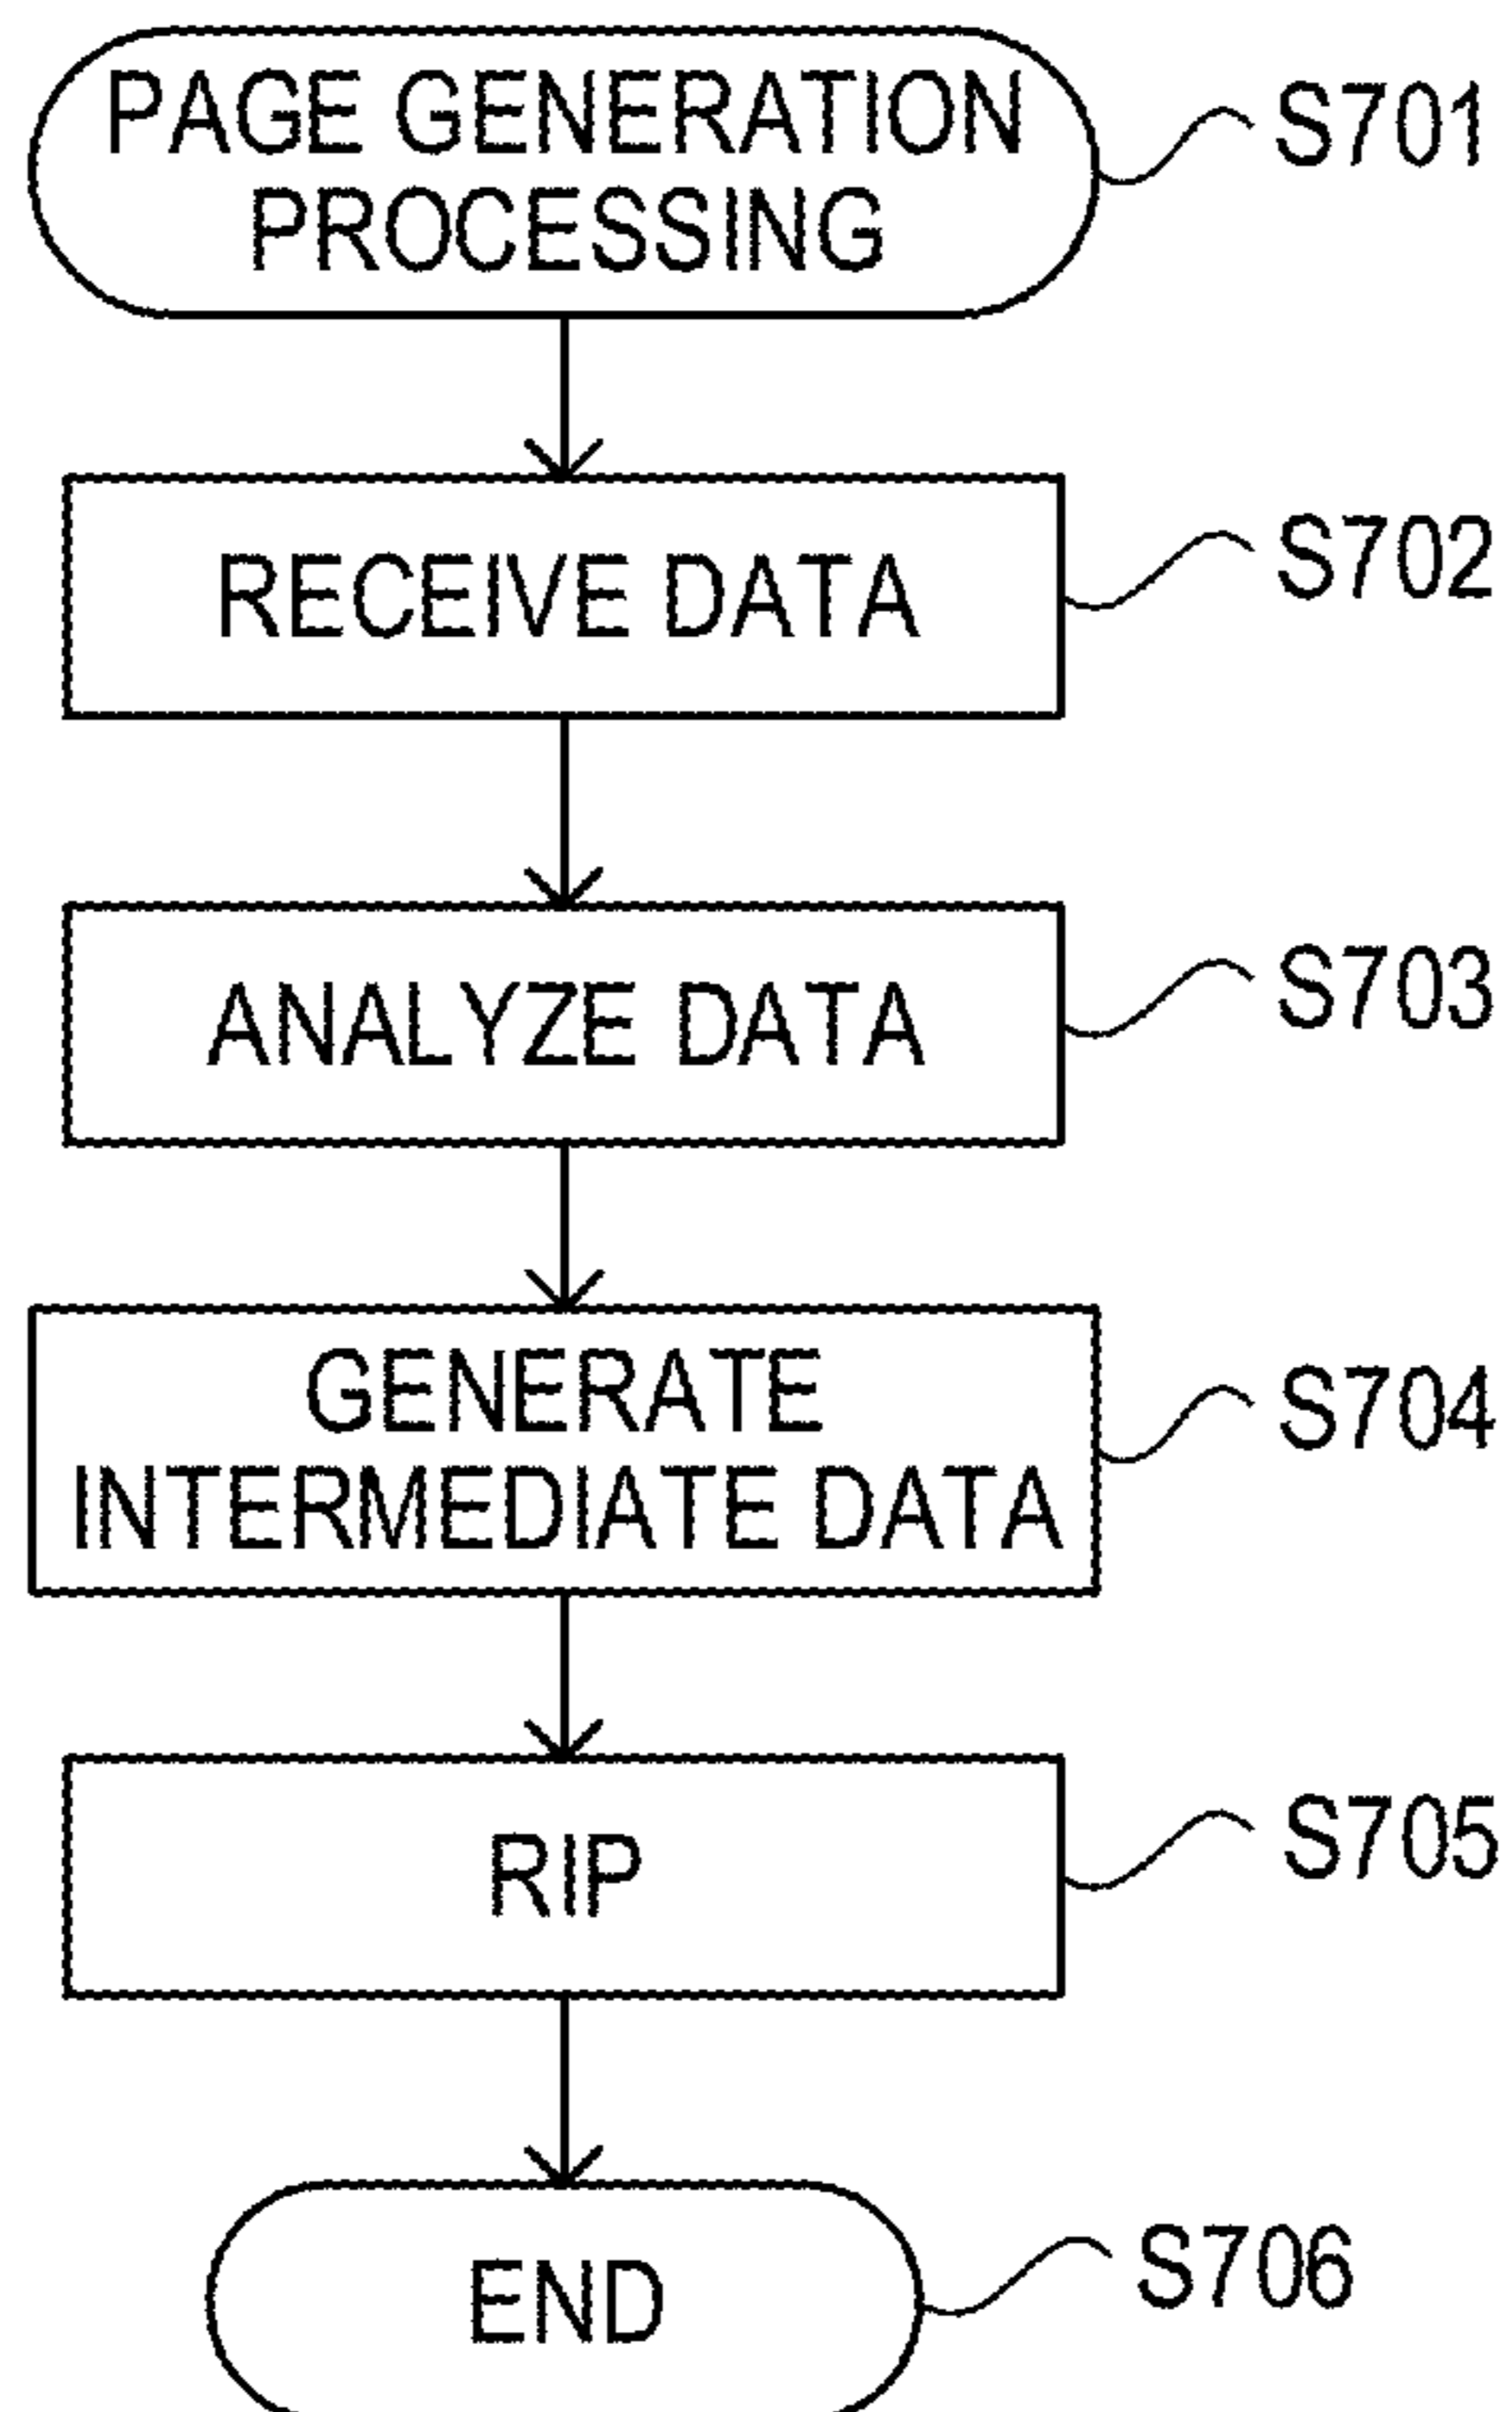 PAGE GENERATION
PROCESSING
S701
RECEIVE DATA
S702
ANALYZE DATA
S703
GENERATE
INTERMEDIATE DATA
S704
RIP
S705
END
S706